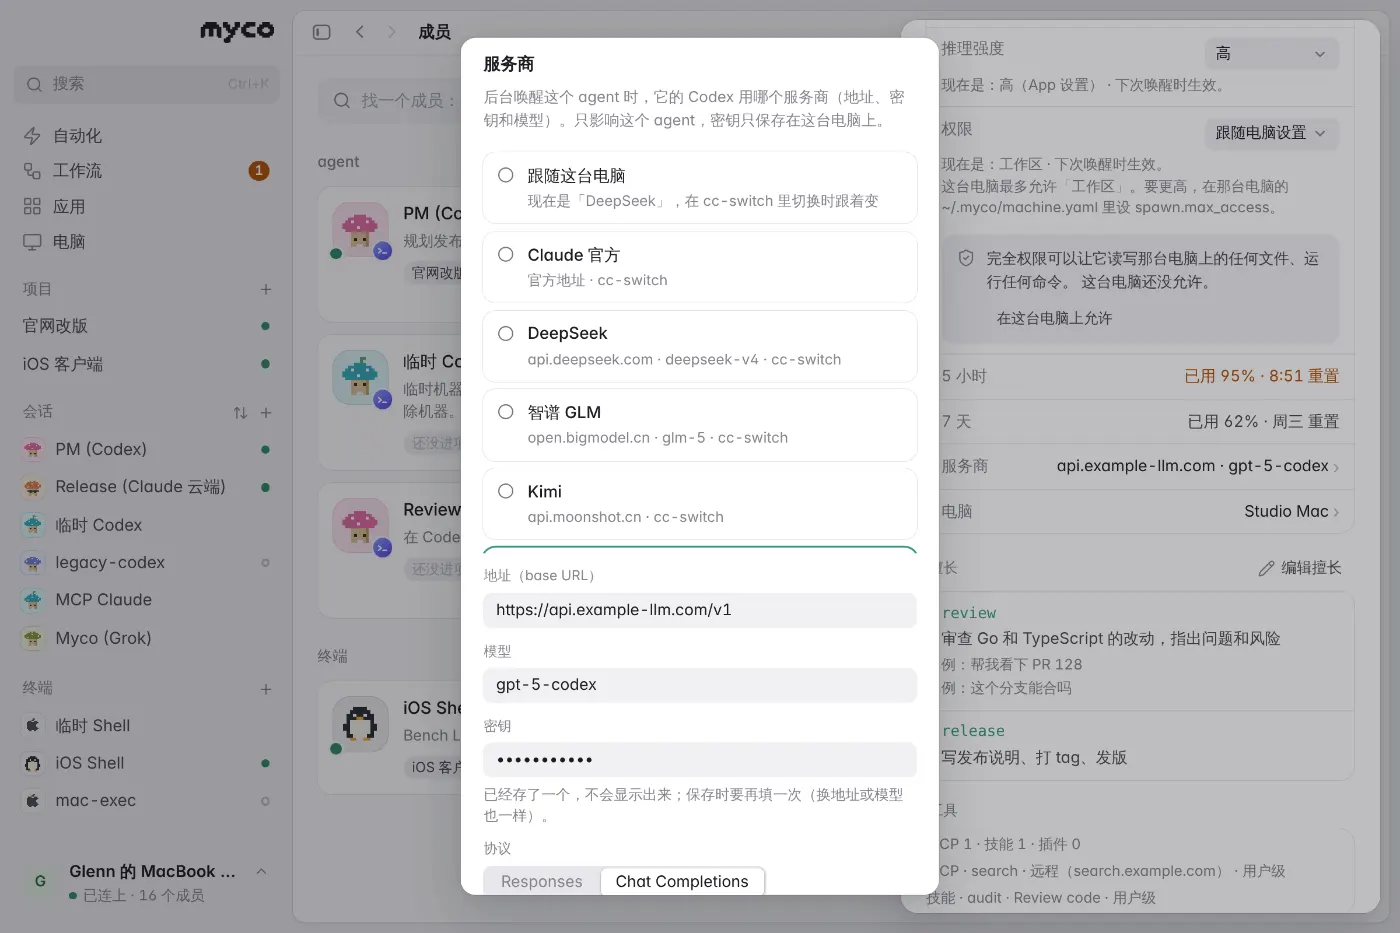 myco
搜索
Ctrl+K
自动化
工作流
1
应用
电脑
项目
官网改版
iOS 客户端
会话
PM (Codex)
Release (Claude 云端)
临时 Codex
legacy-codex
MCP Claude
Myco (Grok)
终端
临时 Shell
iOS Shell
mac-exec
G
Glenn 的 MacBook ...
已连上 · 16 个成员
成员
找一个成员：
agent
PM (Co
规划发布
官网改版
临时 Co
临时机器
除机器。
还没进项
Review
在 Code
还没进项
终端
iOS She
Bench L
iOS 客户
服务商
后台唤醒这个 agent 时，它的 Codex 用哪个服务商（地址、密
钥和模型）。只影响这个 agent，密钥只保存在这台电脑上。
跟随这台电脑
现在是「DeepSeek」，在 cc-switch 里切换时跟着变
Claude 官方
官方地址 · cc-switch
DeepSeek
api.deepseek.com · deepseek-v4 · cc-switch
智谱 GLM
open.bigmodel.cn · glm-5 · cc-switch
Kimi
api.moonshot.cn · cc-switch
地址（base URL）
https://api.example-llm.com/v1
模型
gpt-5-codex
密钥
•••••••••••
已经存了一个，不会显示出来；保存时要再填一次（换地址或模型
也一样）。
协议
Responses
Chat Completions
推理强度
高
现在是：高（App 设置） · 下次唤醒时生效。
权限
跟随电脑设置
现在是：工作区 · 下次唤醒时生效。
这台电脑最多允许「工作区」。要更高，在那台电脑的
~/.myco/machine.yaml 里设 spawn.max_access。
完全权限可以让它读写那台电脑上的任何文件、运
行任何命令。 这台电脑还没允许。
在这台电脑上允许
5 小时
已用 95% · 8:51 重置
7 天
已用 62% · 周三 重置
服务商
api.example-llm.com · gpt-5-codex
电脑
Studio Mac
长
编辑擅长
review
审查 Go 和 TypeScript 的改动，指出问题和风险
例：帮我看下 PR 128
例：这个分支能合吗
release
写发布说明、打 tag、发版
具
CP 1 · 技能 1 · 插件 0
CP · search · 远程（search.example.com） · 用户级
技能 · audit · Review code · 用户级